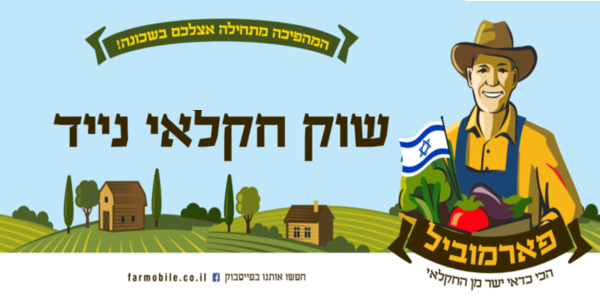 המהפיכה מתחילה אצלכם בשכונה!
שוק חקלאי נייד
פארמוביל
הכי כדאי ישר מן החקלאי
חפשו אותנו בפייסבוק f farmobile.co.il